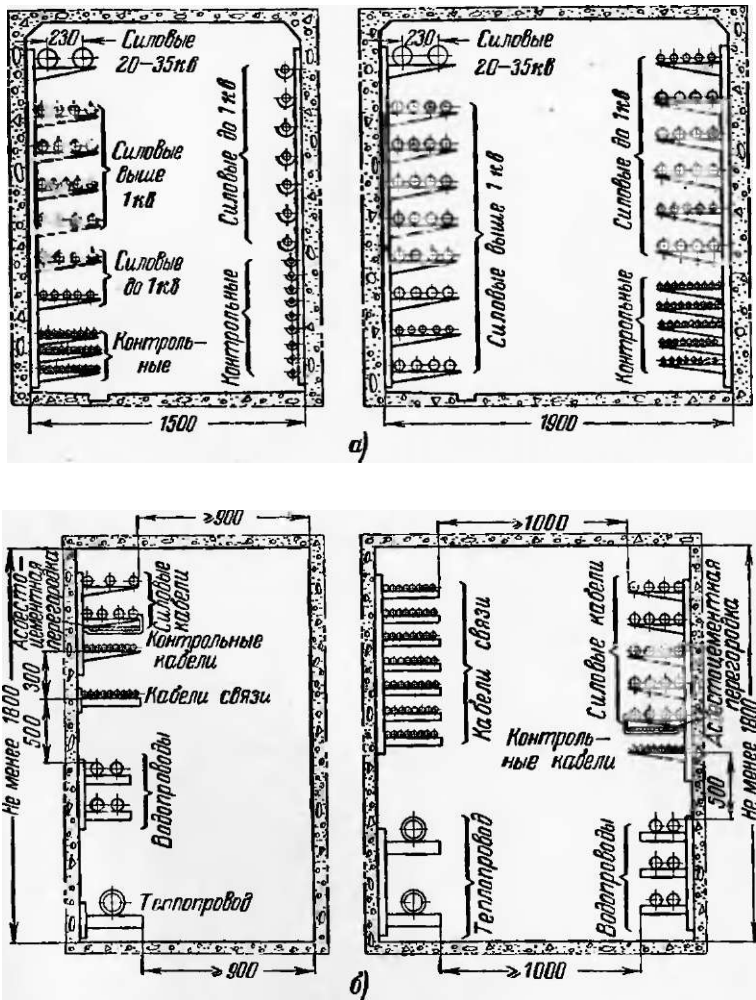 230
Силовые
20-35кв
Силовые
выше
1кв
Силовые
до 1кв
Контроль-
ные
Силовые до 1кв
Контрольные
1500
230
Силовые
20-35кв
Силовые выше 1кв
Силовые до 1кв
Контрольные
1900
а)
≥900
Асбесто-
цементная
перегородка
Силовые
кабели
Контрольные
кабели
300
Кабели связи
500
Не менее 1800
Водопроводы
Теплопровод
≥900
≥1000
Кабели связи
Силовые кабели
Асбестоцементная
перегородка
Контроль-
ные кабели
500
Не менее 1800
Теплопровод
Водопроводы
≥1000
б)